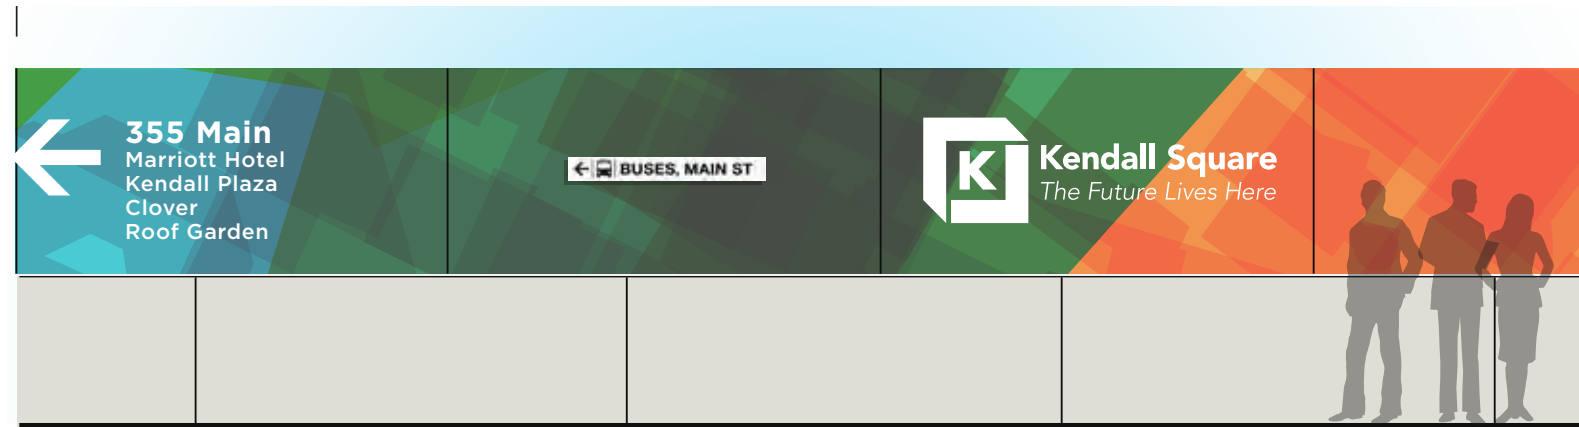 355 Main
Marriott Hotel
Kendall Plaza
Clover
Roof Garden
BUSES, MAIN ST
K
Kendall Square
The Future Lives Here